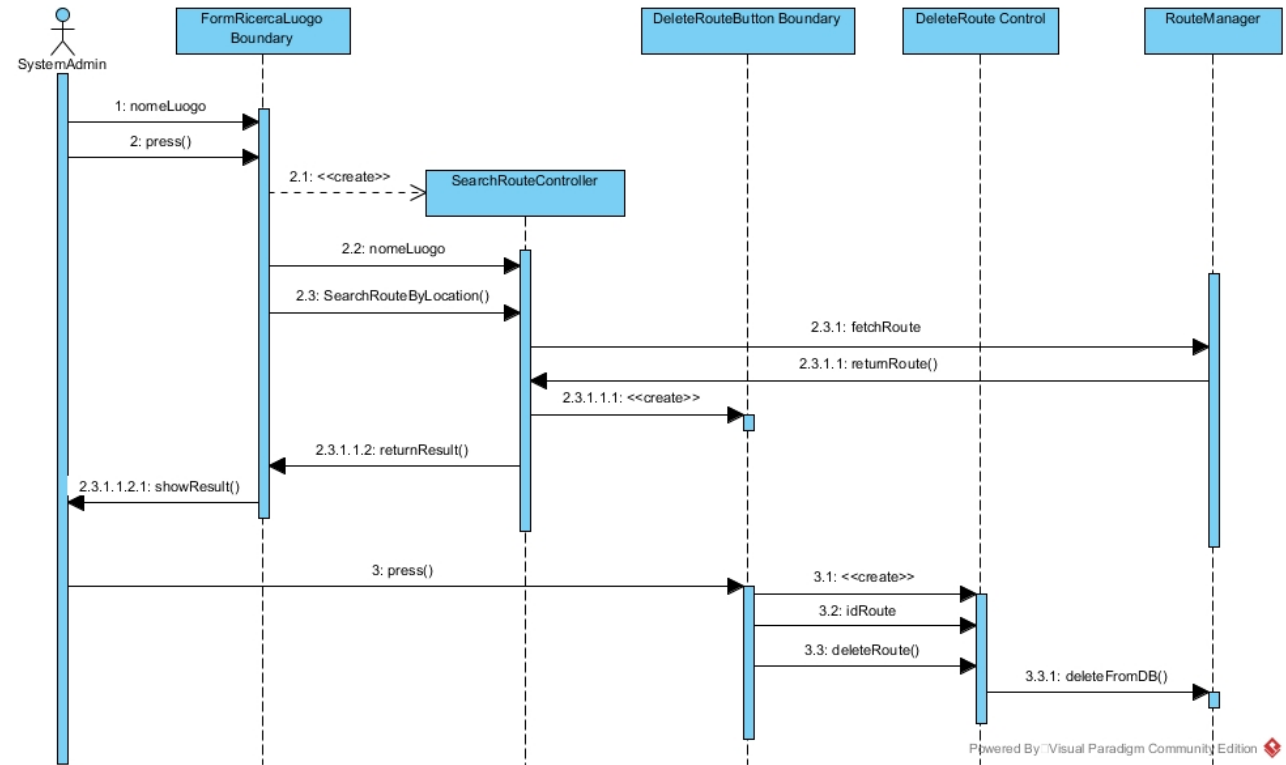 FormRicercaLuogo
Boundary
DeleteRouteButton Boundary
DeleteRoute Control
RouteManager
SystemAdmin
1: nomeLuogo
2: press()
2.1: <<create>>
SearchRouteController
2.2: nomeLuogo
2.3: SearchRouteByLocation()
2.3.1: fetchRoute
2.3.1.1: returnRoute()
2.3.1.1.1: <<create>>
2.3.1.1.2: returnResult()
2.3.1.1.2.1: showResult()
3: press()
3.1: <<create>>
3.2: idRoute
3.3: deleteRoute()
3.3.1: deleteFromDB()
Powered By Visual Paradigm Community Edition